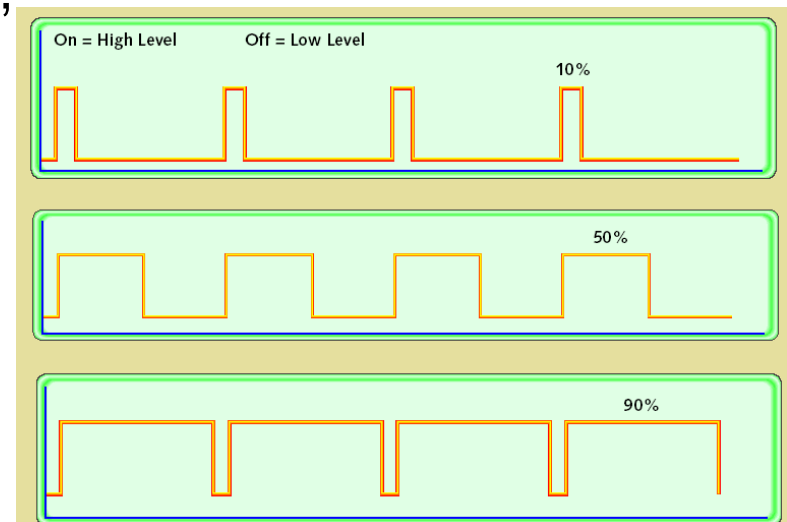 ,
On = High Level Off = Low Level
10%
50%
90%